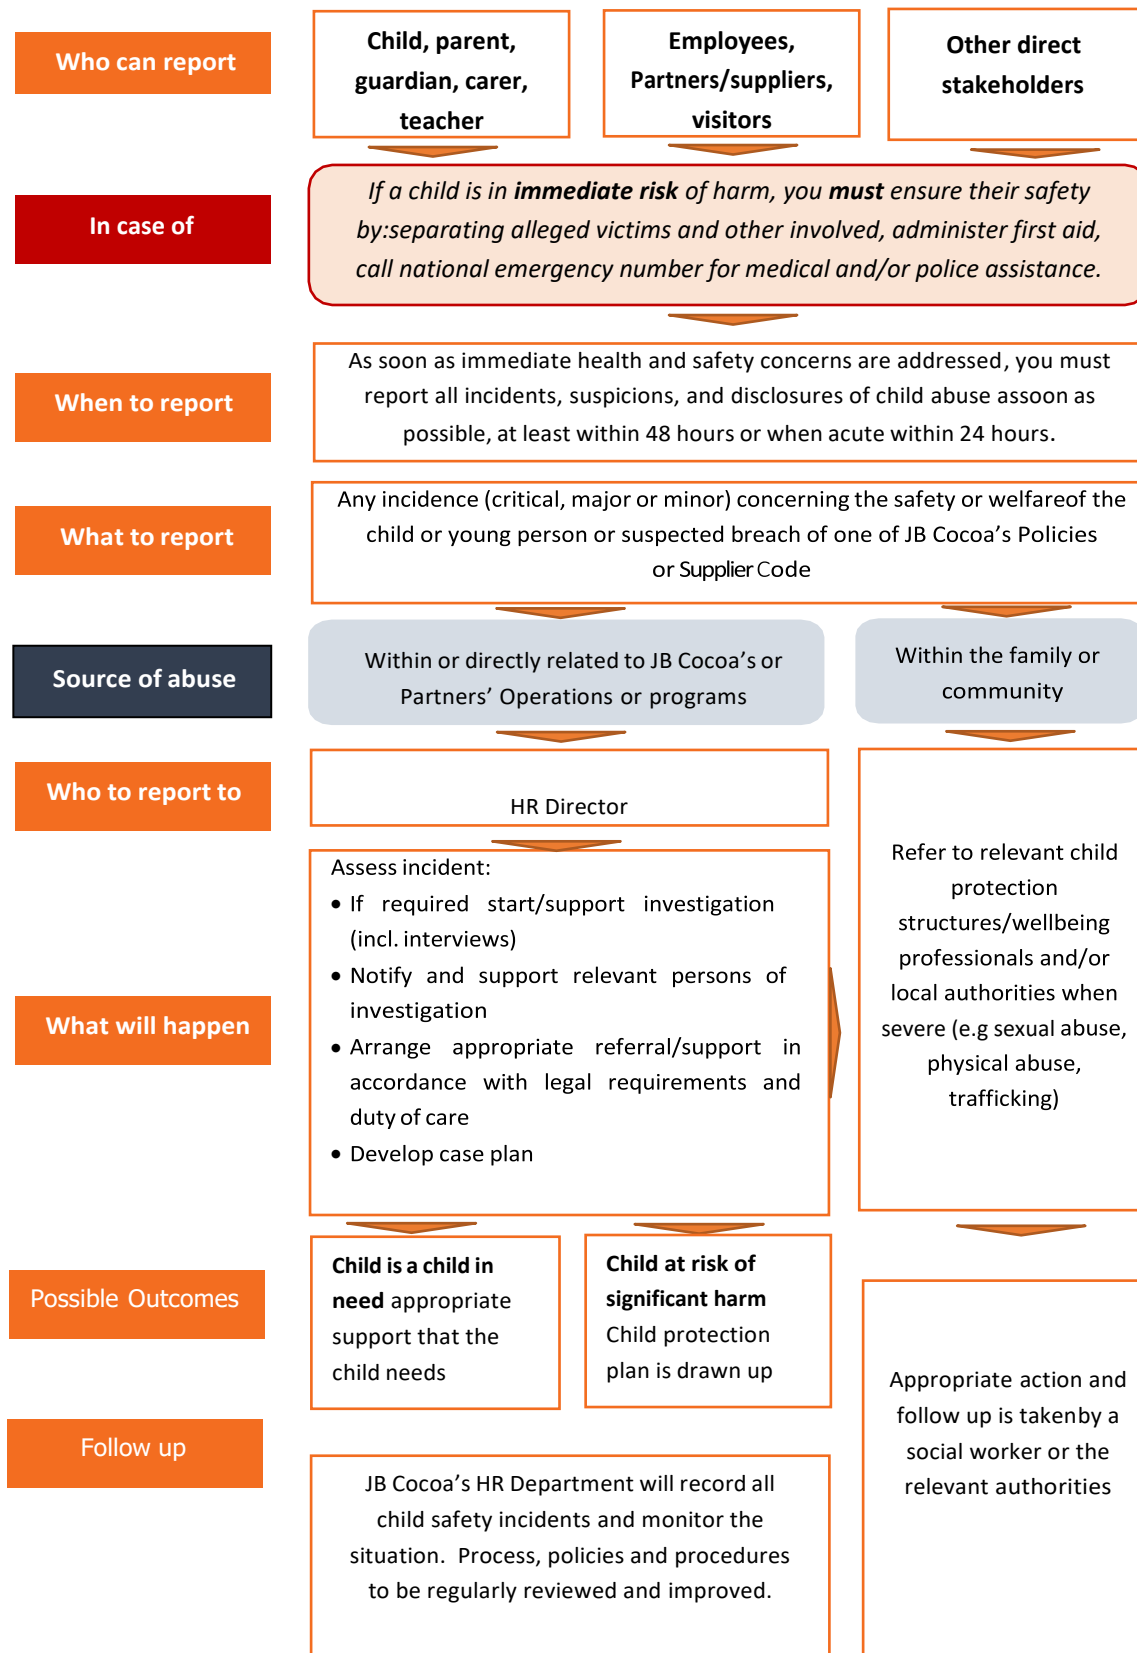 Who can report
Child, parent,
guardian, carer,
teacher
Employees,
Partners/suppliers,
visitors
Other direct
stakeholders
In case of
If a child is in immediate risk of harm, you must ensure their safety
by:separating alleged victims and other involved, administer first aid,
call national emergency number for medical and/or police assistance.
When to report
As soon as immediate health and safety concerns are addressed, you must
report all incidents, suspicions, and disclosures of child abuse assoon as
possible, at least within 48 hours or when acute within 24 hours.
What to report
Any incidence (critical, major or minor) concerning the safety or welfareof the
child or young person or suspected breach of one of JB Cocoa’s Policies
or Supplier Code
Source of abuse
Within or directly related to JB Cocoa’s or
Partners’ Operations or programs
Within the family or
community
Who to report to
HR Director
What will happen
Assess incident:
• If required start/support investigation
(incl. interviews)
• Notify and support relevant persons of
investigation
• Arrange appropriate referral/support in
accordance with legal requirements and
duty of care
• Develop case plan
Refer to relevant child
protection
structures/wellbeing
professionals and/or
local authorities when
severe (e.g sexual abuse,
physical abuse,
trafficking)
Possible Outcomes
Child is a child in
need appropriate
support that the
child needs
Child at risk of
significant harm
Child protection
plan is drawn up
Appropriate action and
follow up is takenby a
social worker or the
relevant authorities
Follow up
JB Cocoa’s HR Department will record all
child safety incidents and monitor the
situation. Process, policies and procedures
to be regularly reviewed and improved.